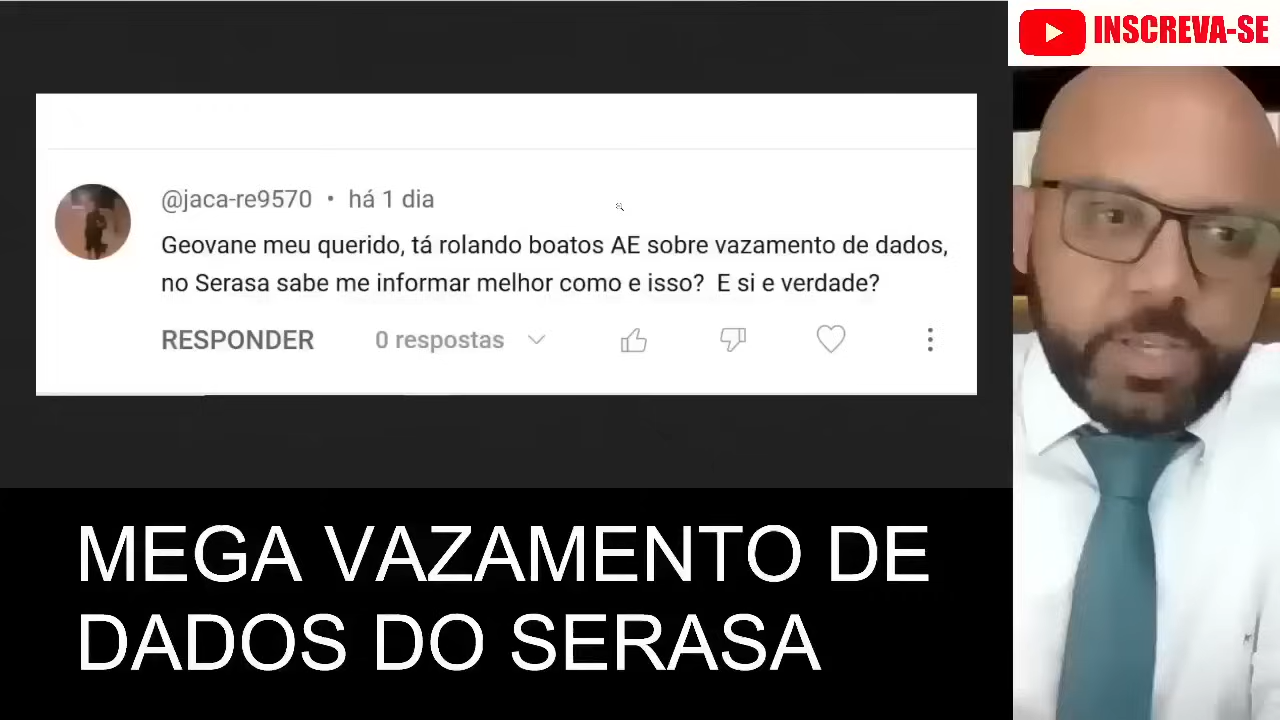 INSCREVA-SE
@jaca-re9570 • há 1 dia
Geovane meu querido, tá rolando boatos AE sobre vazamento de dados,
no Serasa sabe me informar melhor como e isso? E si e verdade?
RESPONDER 0 respostas
MEGA VAZAMENTO DE
DADOS DO SERASA